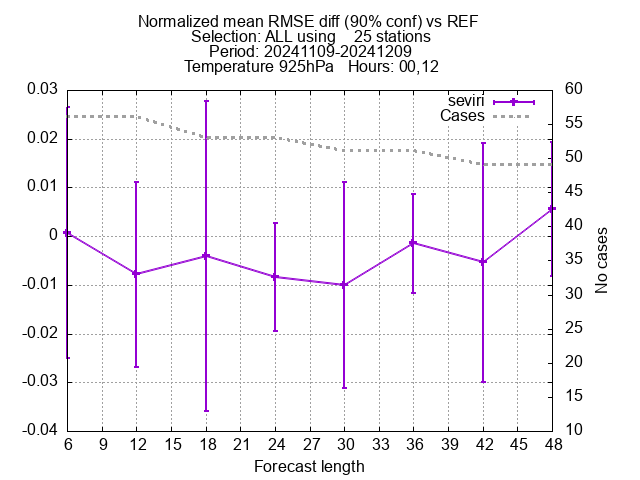 Normalized mean RMSE diff (90% conf) vs REF
Selection: ALL using    25 stations
Period: 20241109-20241209
Temperature 925hPa   Hours: 00,12
seviri
Cases
0.03
0.02
0.01
0
-0.01
-0.02
-0.03
-0.04
60
55
50
45
40
35
30
25
20
15
10
No cases
6 9 12 15 18 21 24 27 30 33 36 39 42 45 48
Forecast length